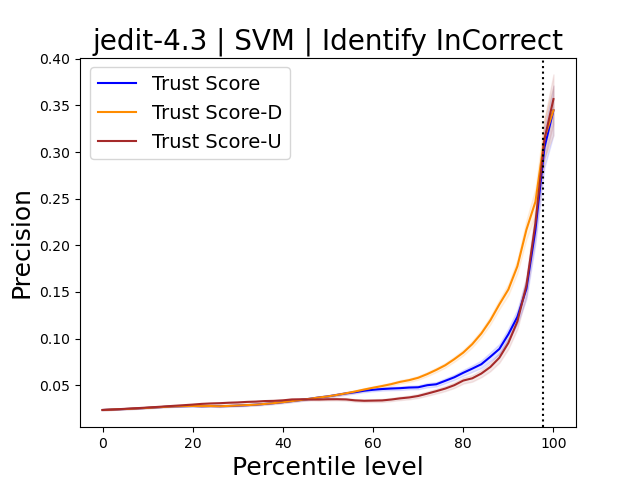 jedit-4.3 | SVM | Identify InCorrect
Trust Score
Trust Score-D
Trust Score-U
Precision
0.40
0.35
0.30
0.25
0.20
0.15
0.10
0.05
0 20 40 60 80 100
Percentile level